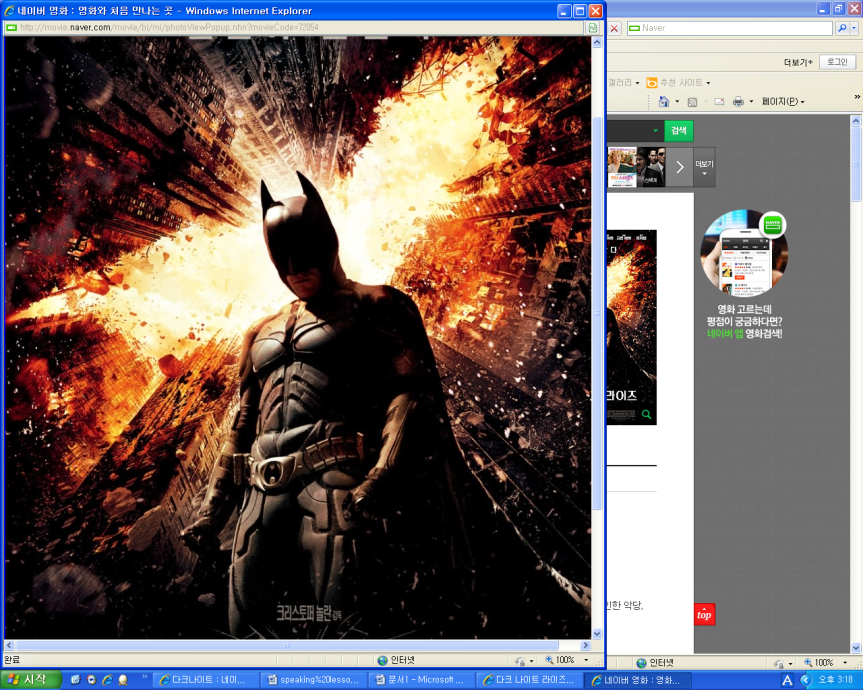 네이버 영화 : 영화와 처음 만나는 곳 - Windows Internet Explorer
http://movie.naver.com/movie/bi/mi/photoViewPopup.nhn?movieCode=72054
크리스토퍼 놀란 감독
완료
인터넷
100%
Naver
더보기+
로그인
갤러리
추천 사이트
페이지(P)
»
검색
더보기
라이즈
영화 고르는데
평점이 궁금하다면?
네이버 앱 영화검색!
한 악당,
top
인터넷
100%
시작
»
다크나이트 : 네이...
speaking%20lesso...
문서1 - Microsoft ...
다크 나이트 라이즈...
네이버 영화 : 영화...
A
오후 3:18